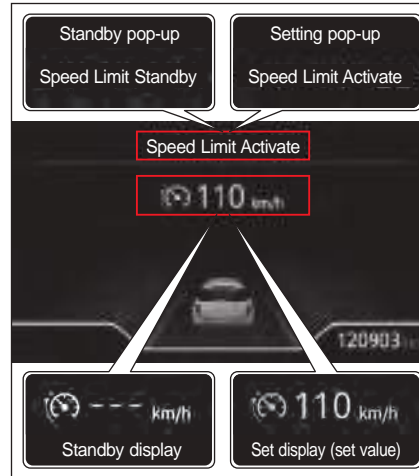 Standby pop-up
Speed Limit Standby
Setting pop-up
Speed Limit Activate
Speed Limit Activate
110 km/h
120903
--- km/h
Standby display
110 km/h
Set display (set value)